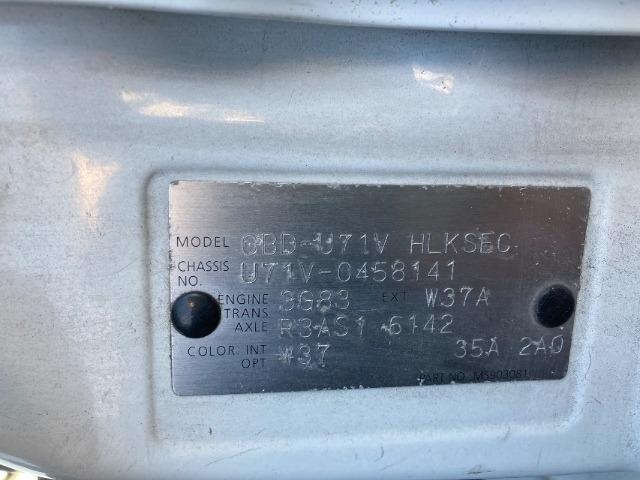 MODEL GBD-U71V HLKSEC
CHASSIS NO. U71V-0458141
ENGINE 3G83 EXT W37A
TRANS AXLE R3AS1 6142
COLOR: INT W37 35A 2A0
OPT
PART NO. MS903081